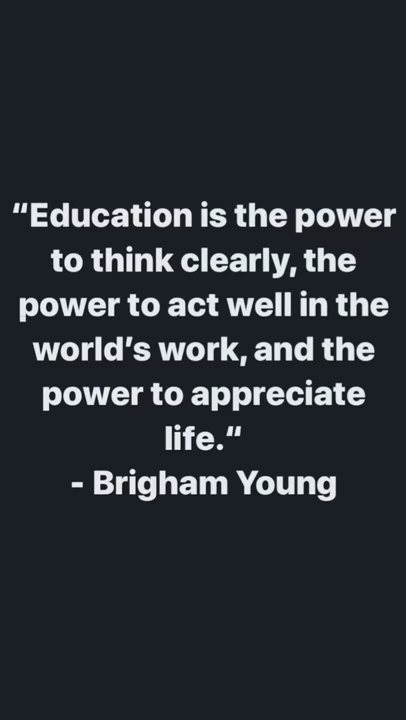 “Education is the power
to think clearly, the
power to act well in the
world’s work, and the
power to appreciate
life.“
- Brigham Young